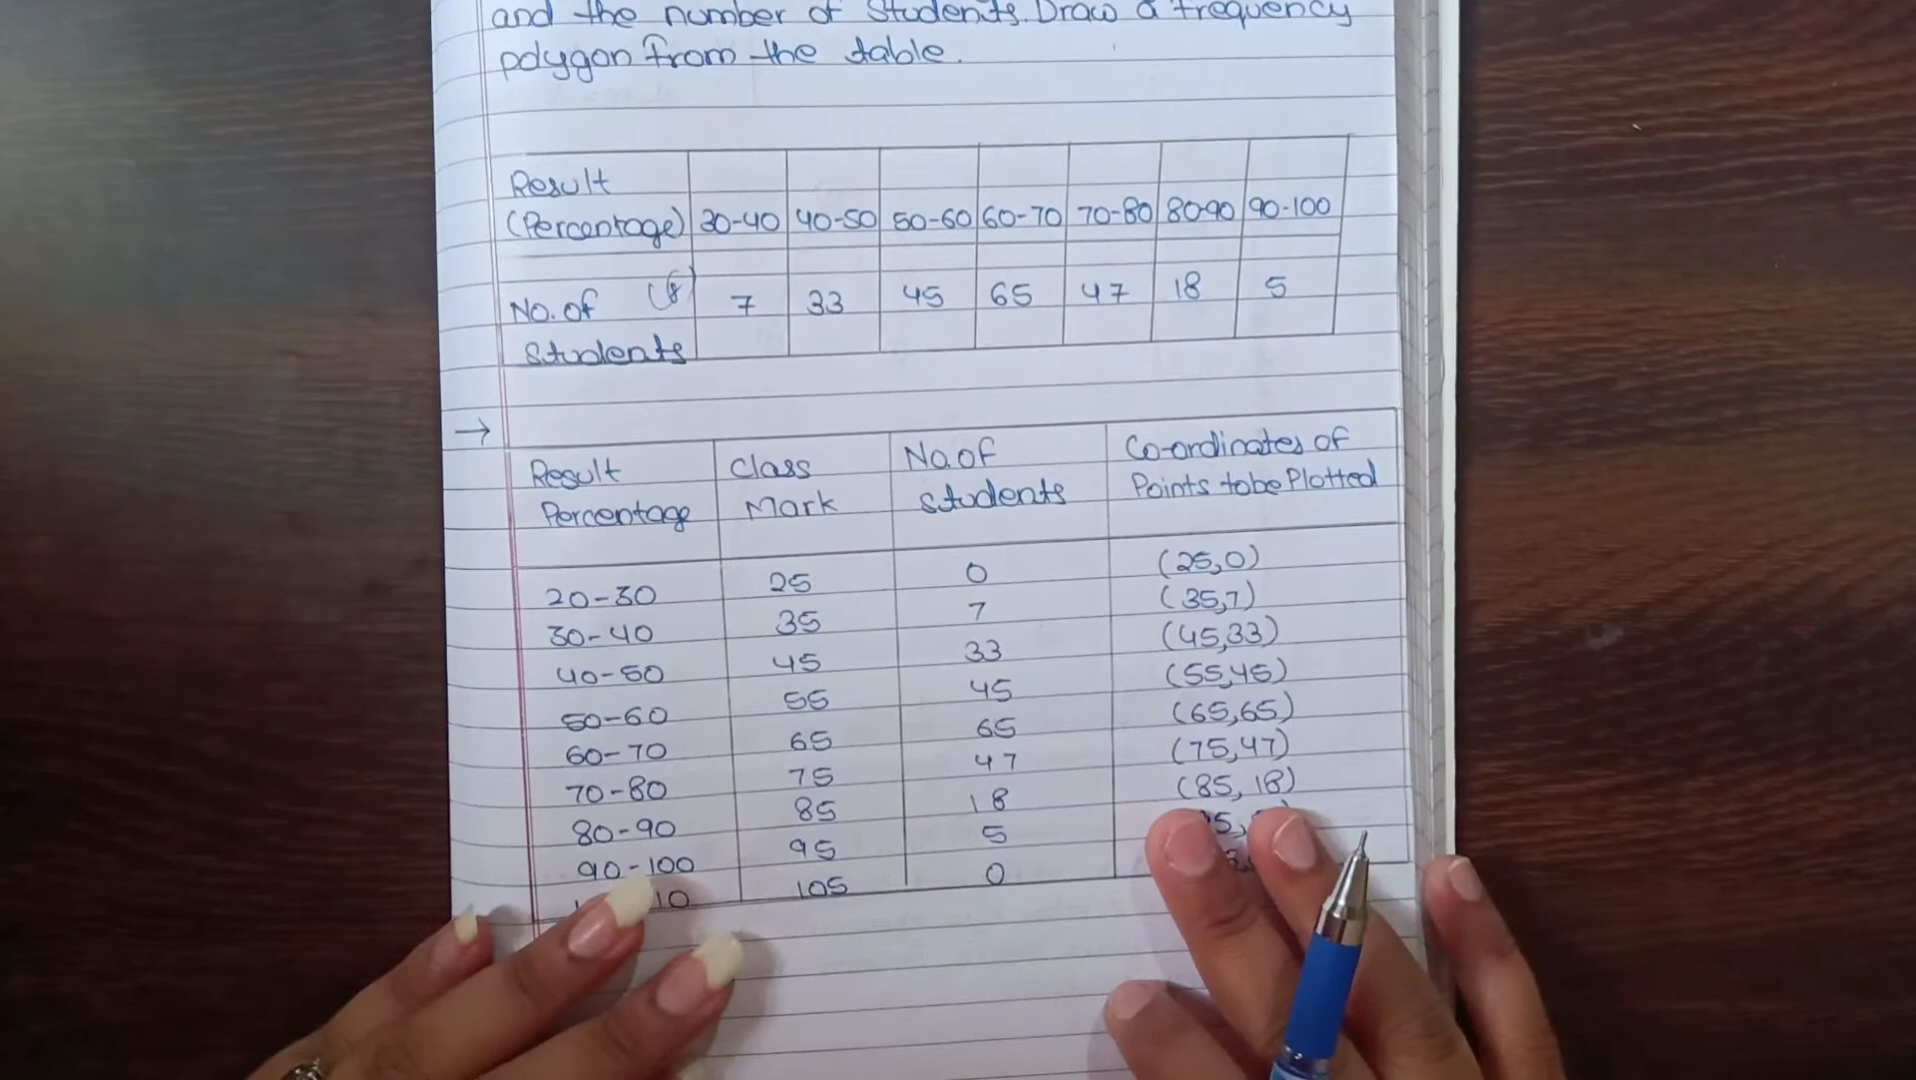 and the number of Students. Draw a frequency
polygon from the table.
Result
(Percentage) 30-40 40-50 50-60 60-70 70-80 80-90 90-100
No. of (f) 7 33 45 65 47 18 5
Students
Result Class No. of Co-ordinates of
Percentage Mark Students Points to be Plotted
20-30 25 0 (25,0)
30-40 35 7 (35,7)
40-50 45 33 (45,33)
50-60 55 45 (55,45)
60-70 65 65 (65,65)
70-80 75 47 (75,47)
80-90 85 18 (85, 18)
90-100 95 5
105 0